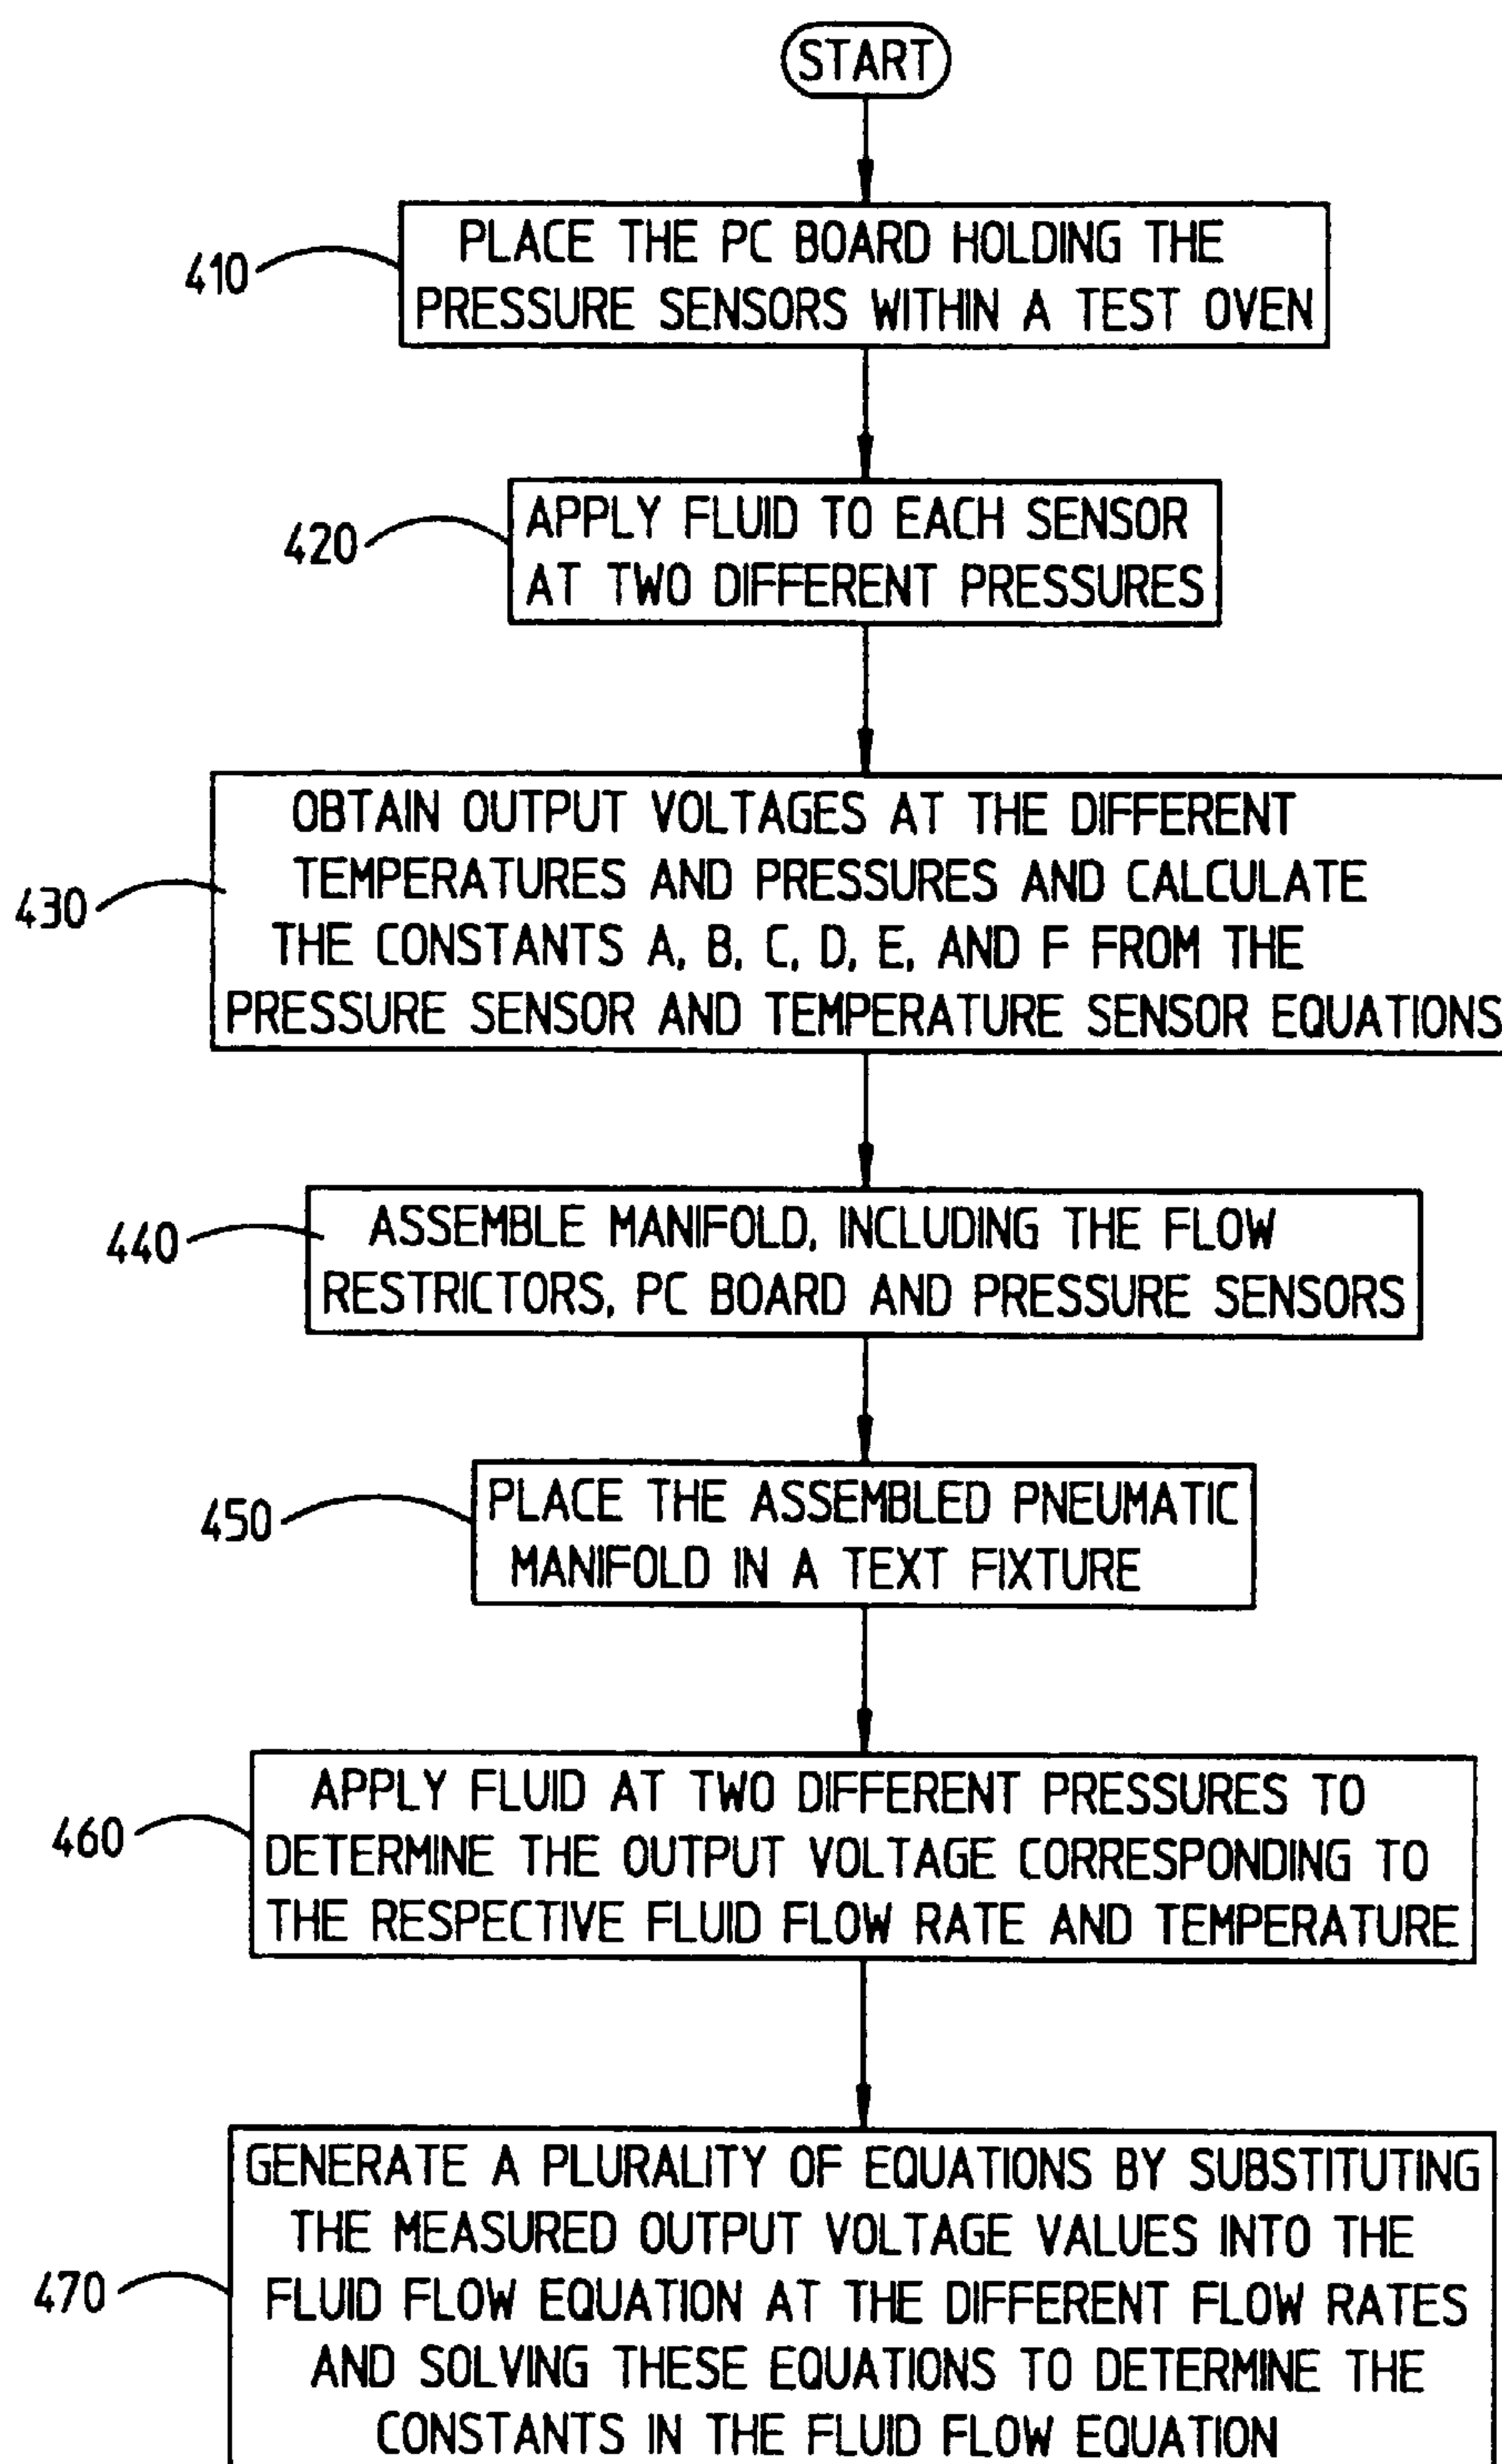 START
410
PLACE THE PC BOARD HOLDING THE
PRESSURE SENSORS WITHIN A TEST OVEN
420
APPLY FLUID TO EACH SENSOR
AT TWO DIFFERENT PRESSURES
430
OBTAIN OUTPUT VOLTAGES AT THE DIFFERENT
TEMPERATURES AND PRESSURES AND CALCULATE
THE CONSTANTS A, B, C, D, E, AND F FROM THE
PRESSURE SENSOR AND TEMPERATURE SENSOR EQUATIONS
440
ASSEMBLE MANIFOLD, INCLUDING THE FLOW
RESTRICTORS, PC BOARD AND PRESSURE SENSORS
450
PLACE THE ASSEMBLED PNEUMATIC
MANIFOLD IN A TEXT FIXTURE
460
APPLY FLUID AT TWO DIFFERENT PRESSURES TO
DETERMINE THE OUTPUT VOLTAGE CORRESPONDING TO
THE RESPECTIVE FLUID FLOW RATE AND TEMPERATURE
470
GENERATE A PLURALITY OF EQUATIONS BY SUBSTITUTING
THE MEASURED OUTPUT VOLTAGE VALUES INTO THE
FLUID FLOW EQUATION AT THE DIFFERENT FLOW RATES
AND SOLVING THESE EQUATIONS TO DETERMINE THE
CONSTANTS IN THE FLUID FLOW EQUATION